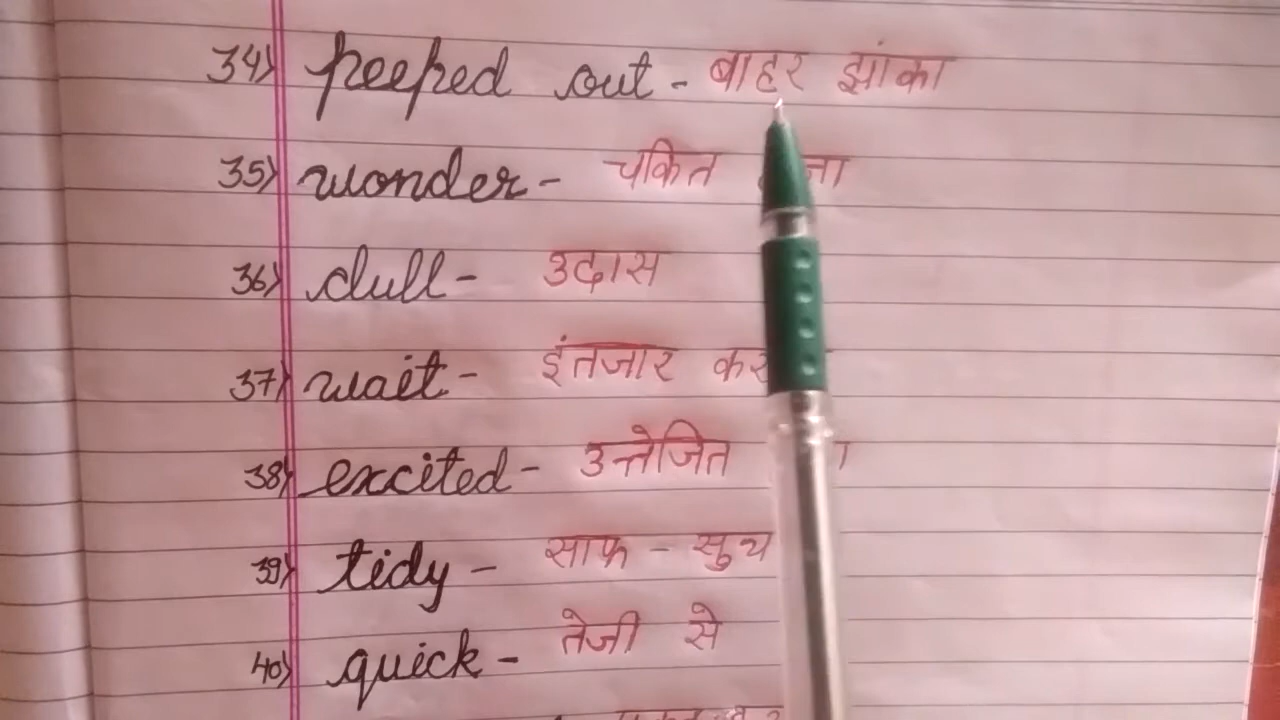 34) peeped out - बाहर झांका
35) wonder - चकित
36) dull - उदास
37) wait - इंतजार
38) excited - उत्तेजित
39) tidy - साफ -
40) quick - तेजी से